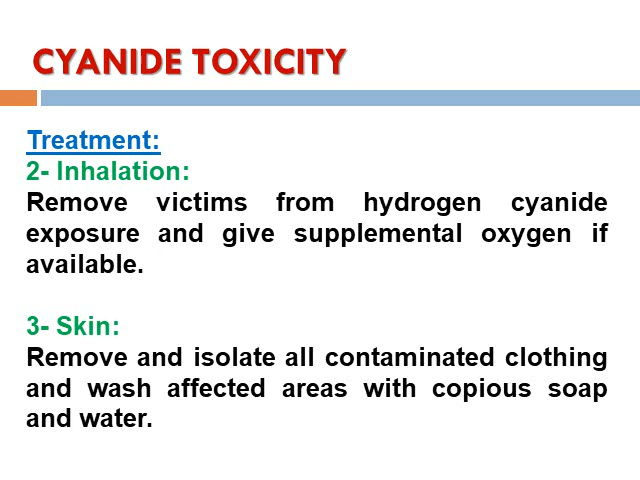 CYANIDE TOXICITY
Treatment:
2- Inhalation:
Remove victims from hydrogen cyanide
exposure and give supplemental oxygen if
available.
3- Skin:
Remove and isolate all contaminated clothing
and wash affected areas with copious soap
and water.